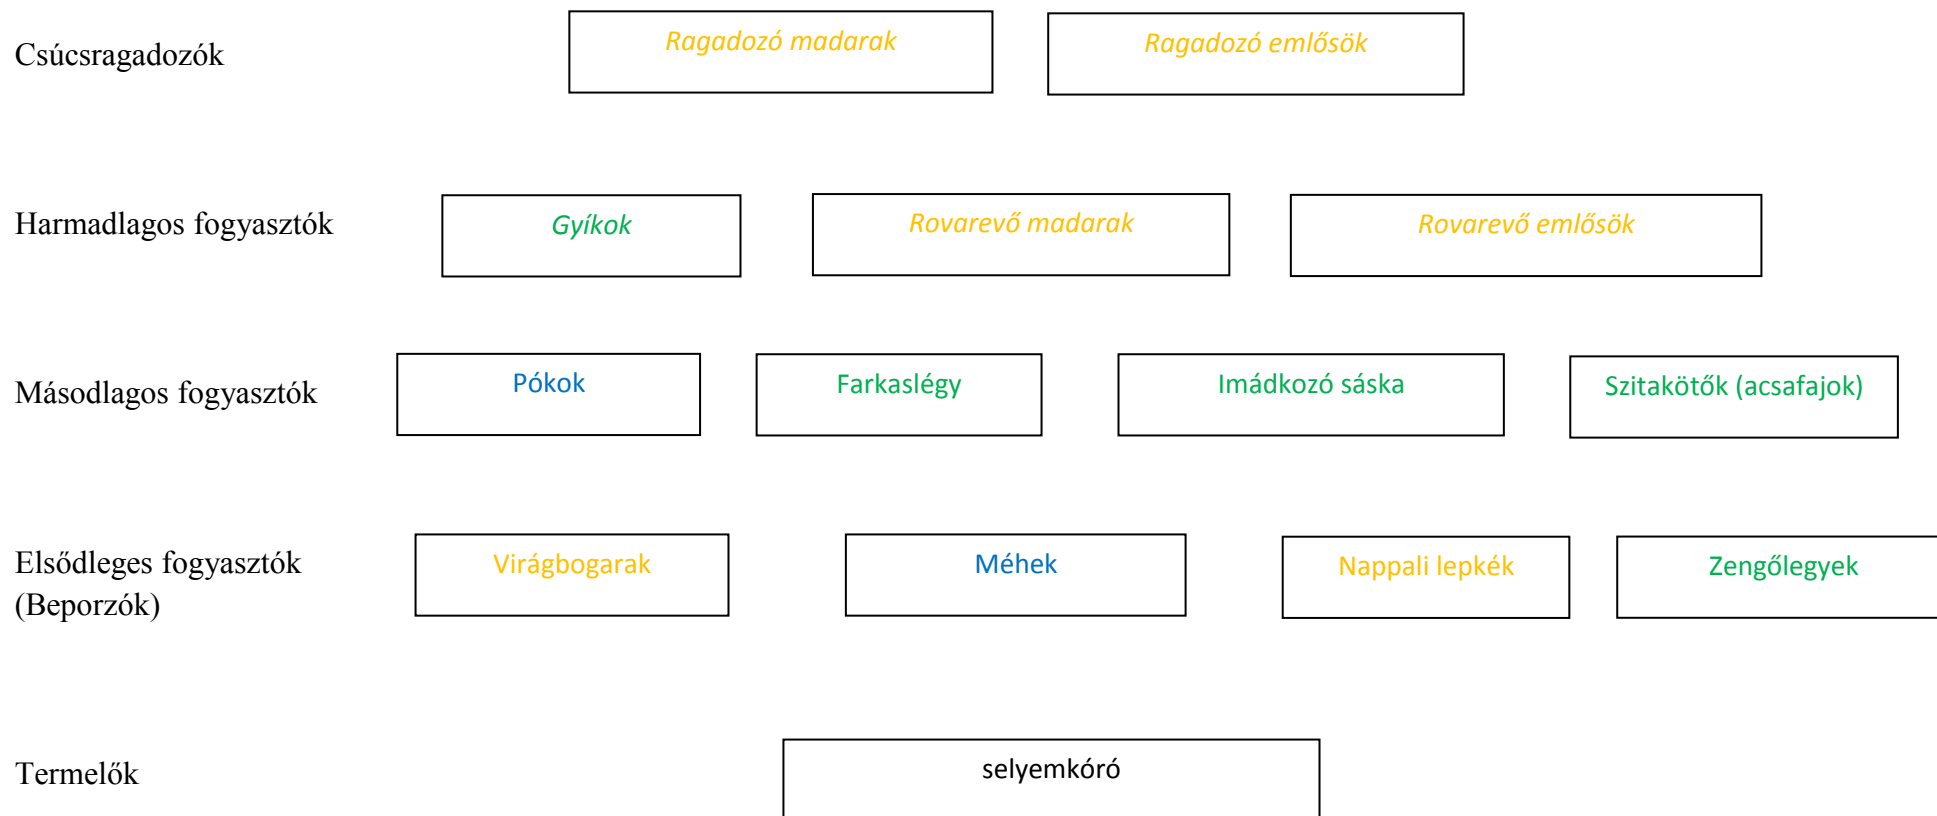 Csúcsragadozók
Ragadozó madarak
Ragadozó emlősök
Harmadlagos fogyasztók
Gyíkok
Rovarevő madarak
Rovarevő emlősök
Másodlagos fogyasztók
Pókok
Farkaslégy
Imádkozó sáska
Szitakötők (acsafajok)
Elsődleges fogyasztók
(Beporzók)
Virágbogarak
Méhek
Nappali lepkék
Zengőlegyek
Termelők
selyemkóró